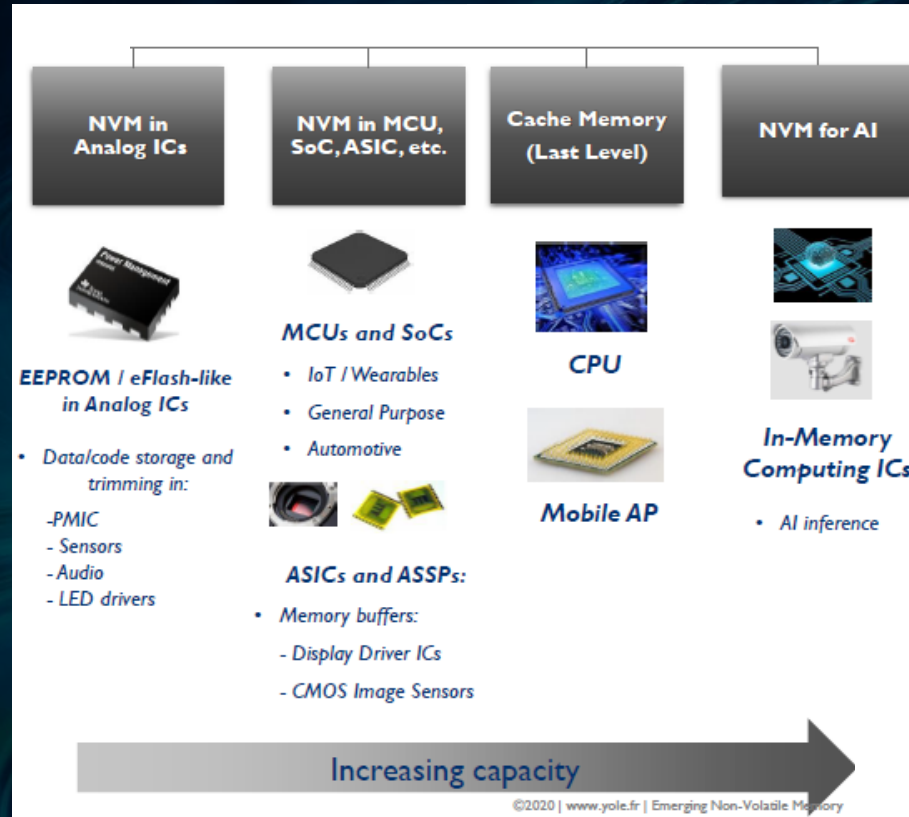 NVM in
Analog ICs
NVM in MCU,
SoC, ASIC, etc.
Cache Memory
(Last Level)
NVM for AI
Power Management
EEPROM / eFlash-like
in Analog ICs
• Data/code storage and
trimming in:
-PMIC
- Sensors
- Audio
- LED drivers
MCUs and SoCs
• IoT / Wearables
• General Purpose
• Automotive
ASICs and ASSPs:
• Memory buffers:
- Display Driver ICs
- CMOS Image Sensors
CPU
Mobile AP
In-Memory
Computing ICs
• AI inference
Increasing capacity
©2020 | www.yole.fr | Emerging Non-Volatile Memory